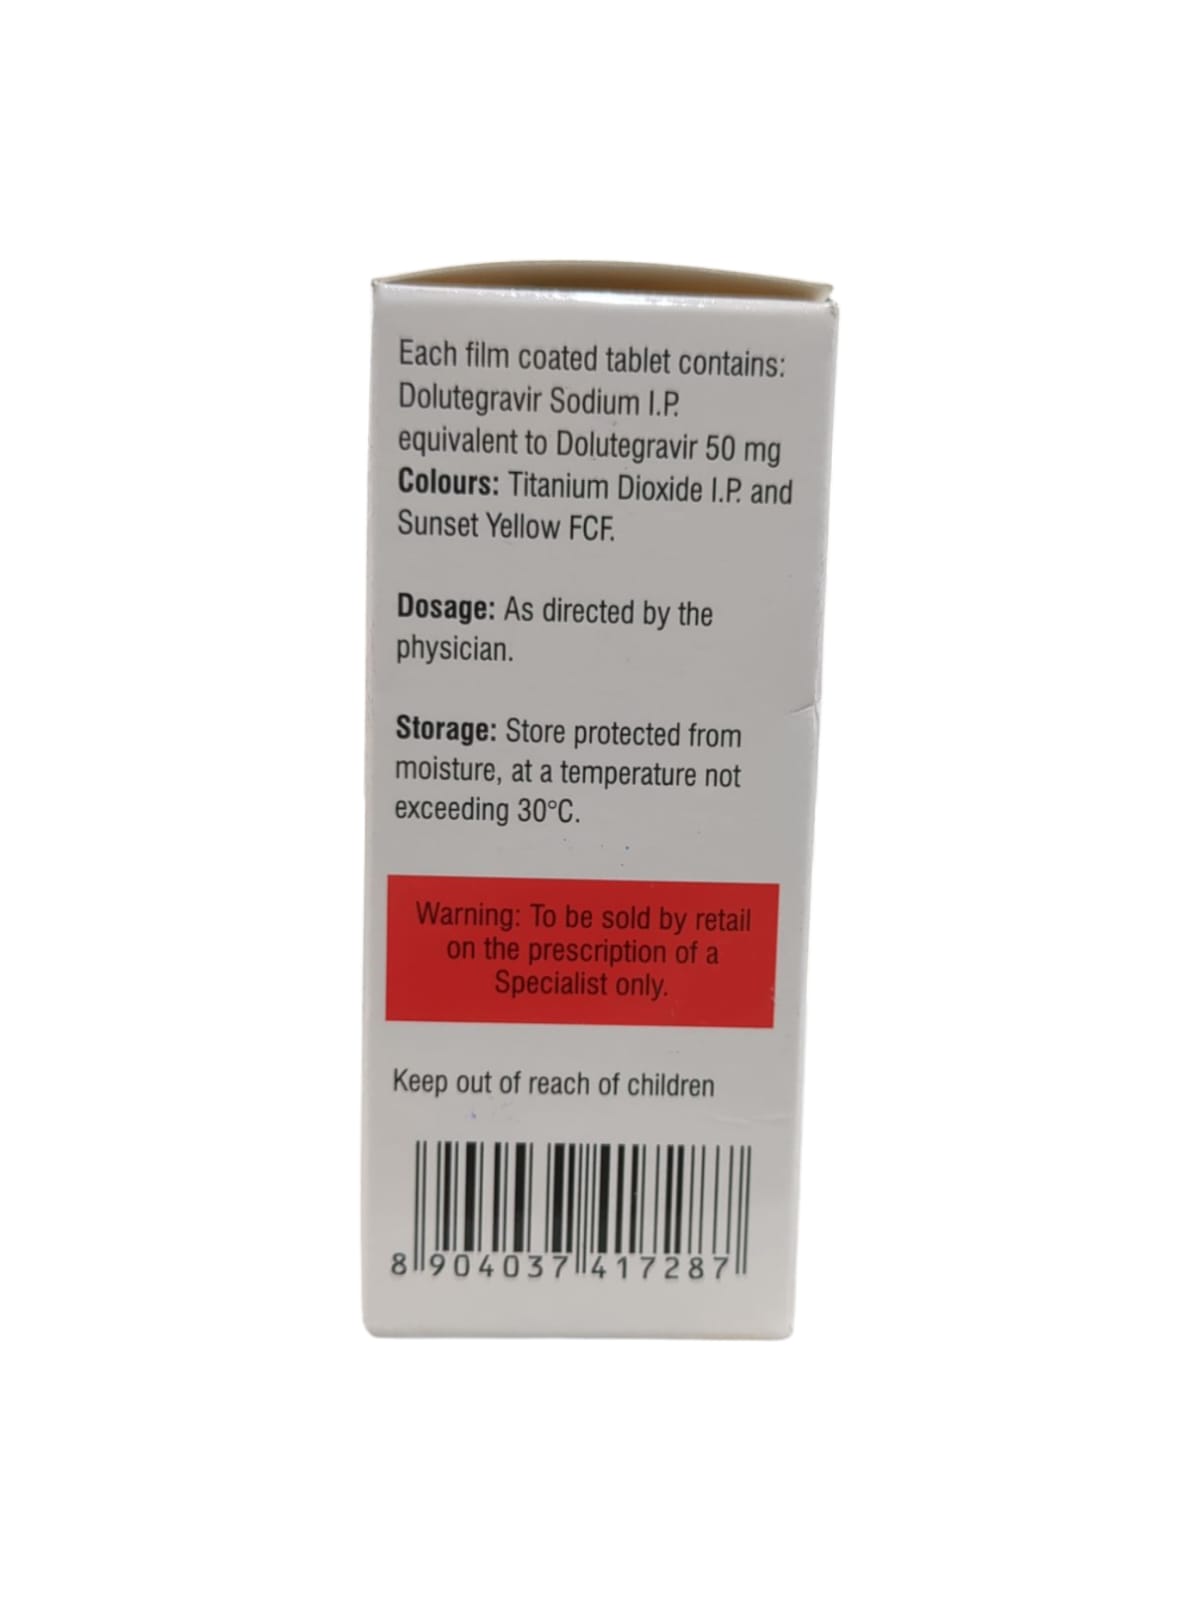 Each film coated tablet contains:
Dolutegravir Sodium I.P.
equivalent to Dolutegravir 50 mg
Colours: Titanium Dioxide I.P. and
Sunset Yellow FCF.
Dosage: As directed by the
physician.
Storage: Store protected from
moisture, at a temperature not
exceeding 30°C.
Warning: To be sold by retail
on the prescription of a
Specialist only.
Keep out of reach of children
8 904037 417287